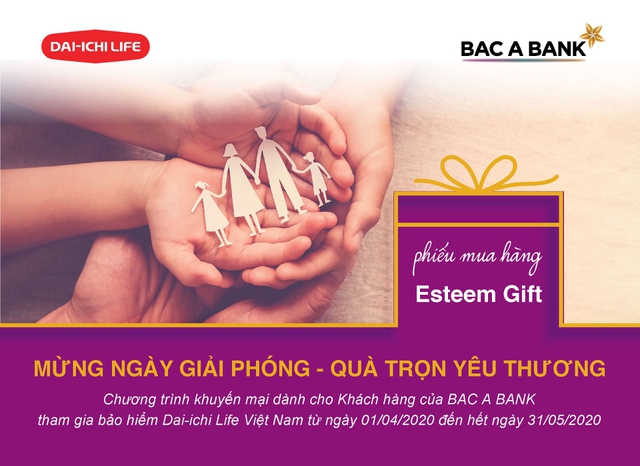 DAI-ICHI LIFE
BAC A BANK
phiếu mua hàng
Esteem Gift
MỪNG NGÀY GIẢI PHÓNG - QUÀ TRỌN YÊU THƯƠNG
Chương trình khuyến mại dành cho Khách hàng của BAC A BANK
tham gia bảo hiểm Dai-ichi Life Việt Nam từ ngày 01/04/2020 đến hết ngày 31/05/2020